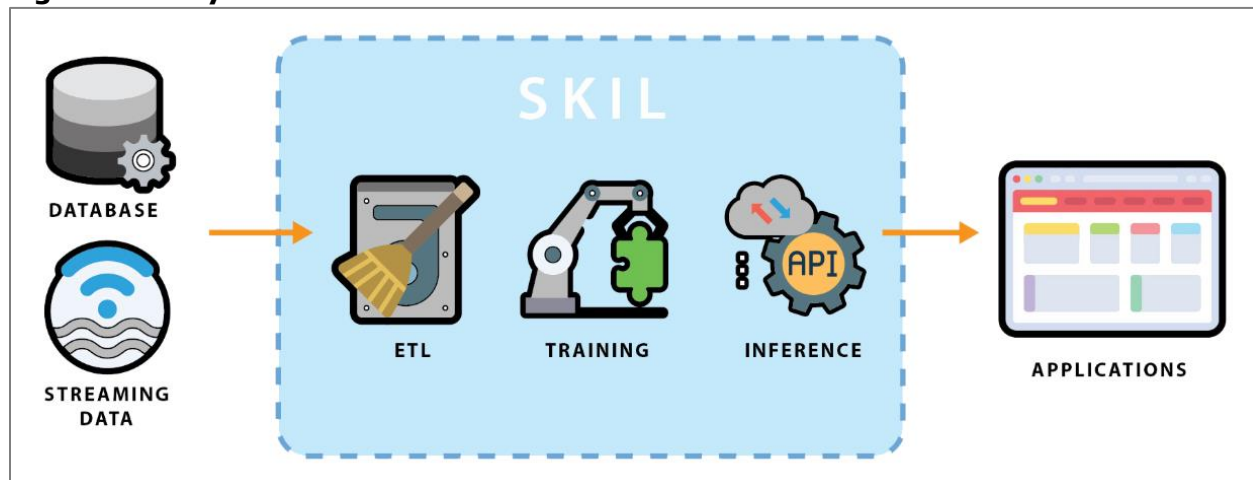 SKIL
DATABASE
STREAMING
DATA
ETL
TRAINING
API
INFERENCE
APPLICATIONS